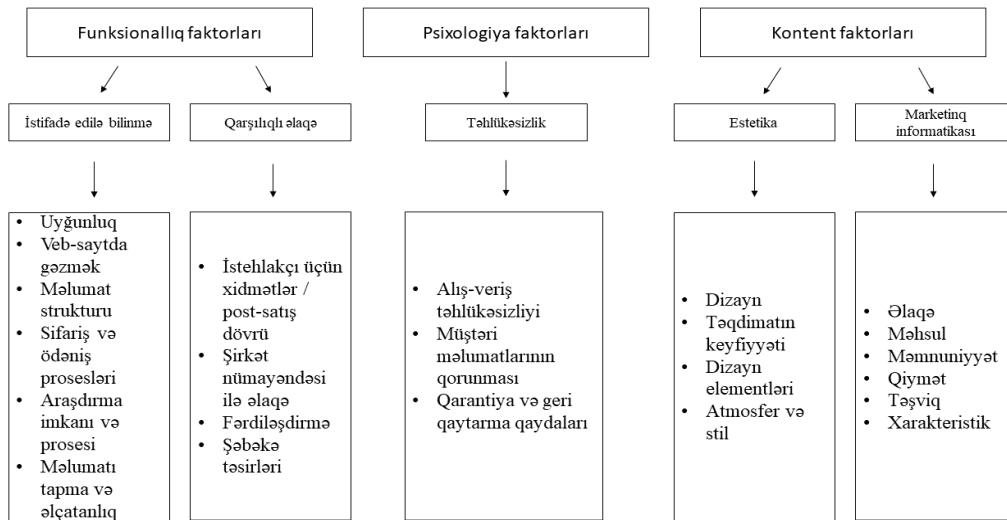 Funksionallıq faktorları
Psixologiya faktorları
Kontent faktorları
İstifadə edilə bilinmə
Qarşılıqlı əlaqə
Təhlükəsizlik
Estetika
Marketinq
informatikası
• Uyğunluq
• Veb-saytda
gəzmək
• Məlumat
strukturu
• Sifariş və
ödəniş
prosesləri
• Araşdırma
imkanı və
prosesi
• Məlumatı
tapma və
əlçatanlıq
• İstehlakçı üçün
xidmətlər /
post-satış
dövrü
• Şirkət
nümayəndəsi
ilə əlaqə
• Fərdiləşdirmə
• Şəbəkə
təsirləri
• Alış-veriş
təhlükəsizliyi
• Müştəri
məlumatlarının
qorunması
• Qarantiya və geri
qaytarma qaydaları
• Dizayn
• Təqdimatın
keyfiyyəti
• Dizayn
elementləri
• Atmosfer və
stil
• Əlaqə
• Məhsul
• Məmnuniyyət
• Qiymət
• Təşviq
• Xarakteristik